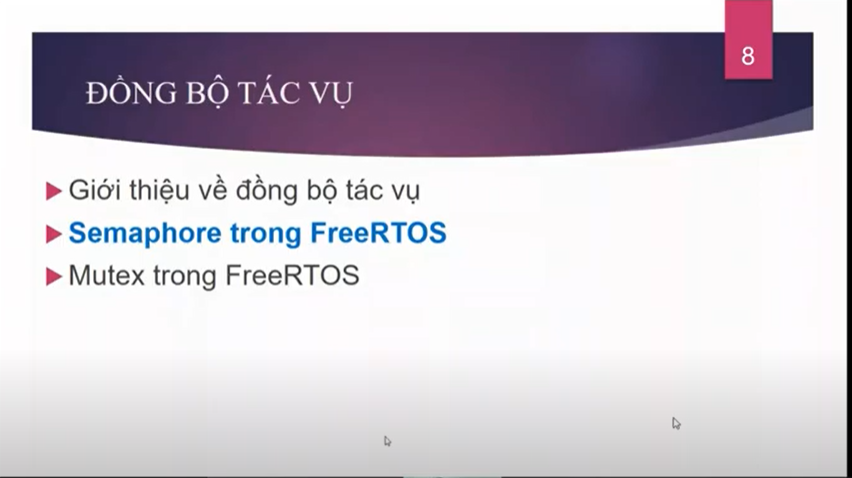 8
ĐỒNG BỘ TÁC VỤ
Giới thiệu về đồng bộ tác vụ
Semaphore trong FreeRTOS
Mutex trong FreeRTOS